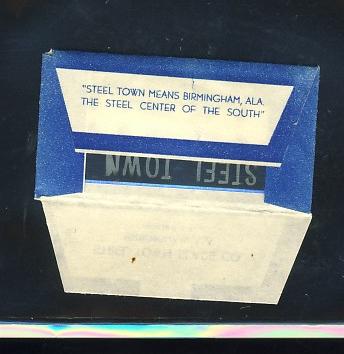 "STEEL TOWN MEANS BIRMINGHAM, ALA.
THE STEEL CENTER OF THE SOUTH"
STEEL TOWN